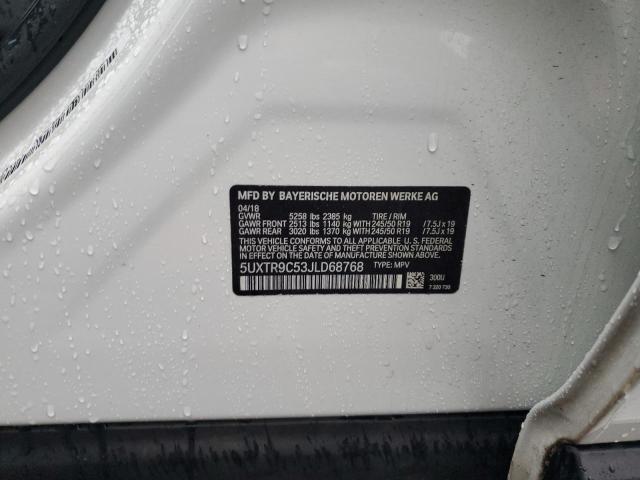 MFD BY BAYERISCHE MOTOREN WERKE AG
04/18
GVWR 5258 lbs 2385 kg TIRE / RIM
GAWR FRONT 2513 lbs 1140 kg WITH 245/50 R19 /7.5J x 19
GAWR REAR 3020 lbs 1370 kg WITH 245/50 R19 /7.5J x 19
THIS VEHICLE CONFORMS TO ALL APPLICABLE U.S. FEDERAL
MOTOR VEHICLE SAFETY STANDARDS IN EFFECT ON THE
DATE OF MANUFACTURE SHOWN ABOVE.
5UXTR9C53JLD68768 TYPE: MPV
300U
7 320 739